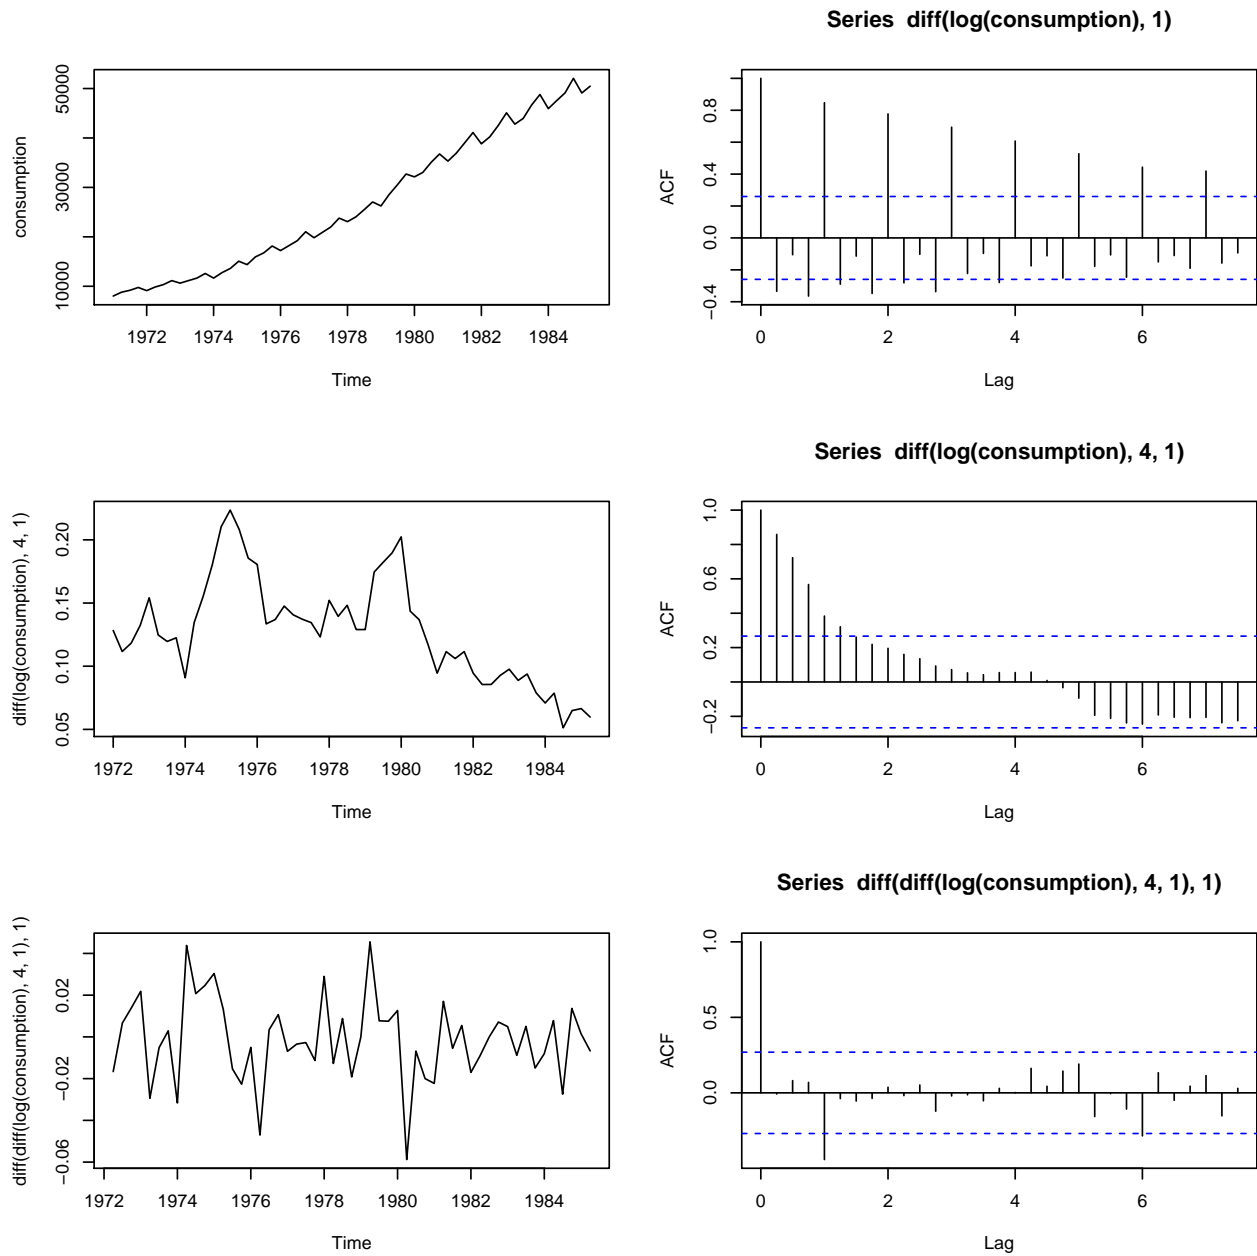 Series  diff(log(consumption), 1)
consumption
50000
30000
10000
1972 1974 1976 1978 1980 1982 1984
Time
ACF
0.8
0.4
0.0
−0.4
0 2 4 6
Lag
Series  diff(log(consumption), 4, 1)
diff(log(consumption), 4, 1)
0.20
0.15
0.10
0.05
1972 1974 1976 1978 1980 1982 1984
Time
ACF
1.0
0.6
0.2
−0.2
0 2 4 6
Lag
Series  diff(diff(log(consumption), 4, 1), 1)
diff(diff(log(consumption), 4, 1), 1)
0.02
−0.02
−0.06
1972 1974 1976 1978 1980 1982 1984
Time
ACF
1.0
0.5
0.0
0 2 4 6
Lag